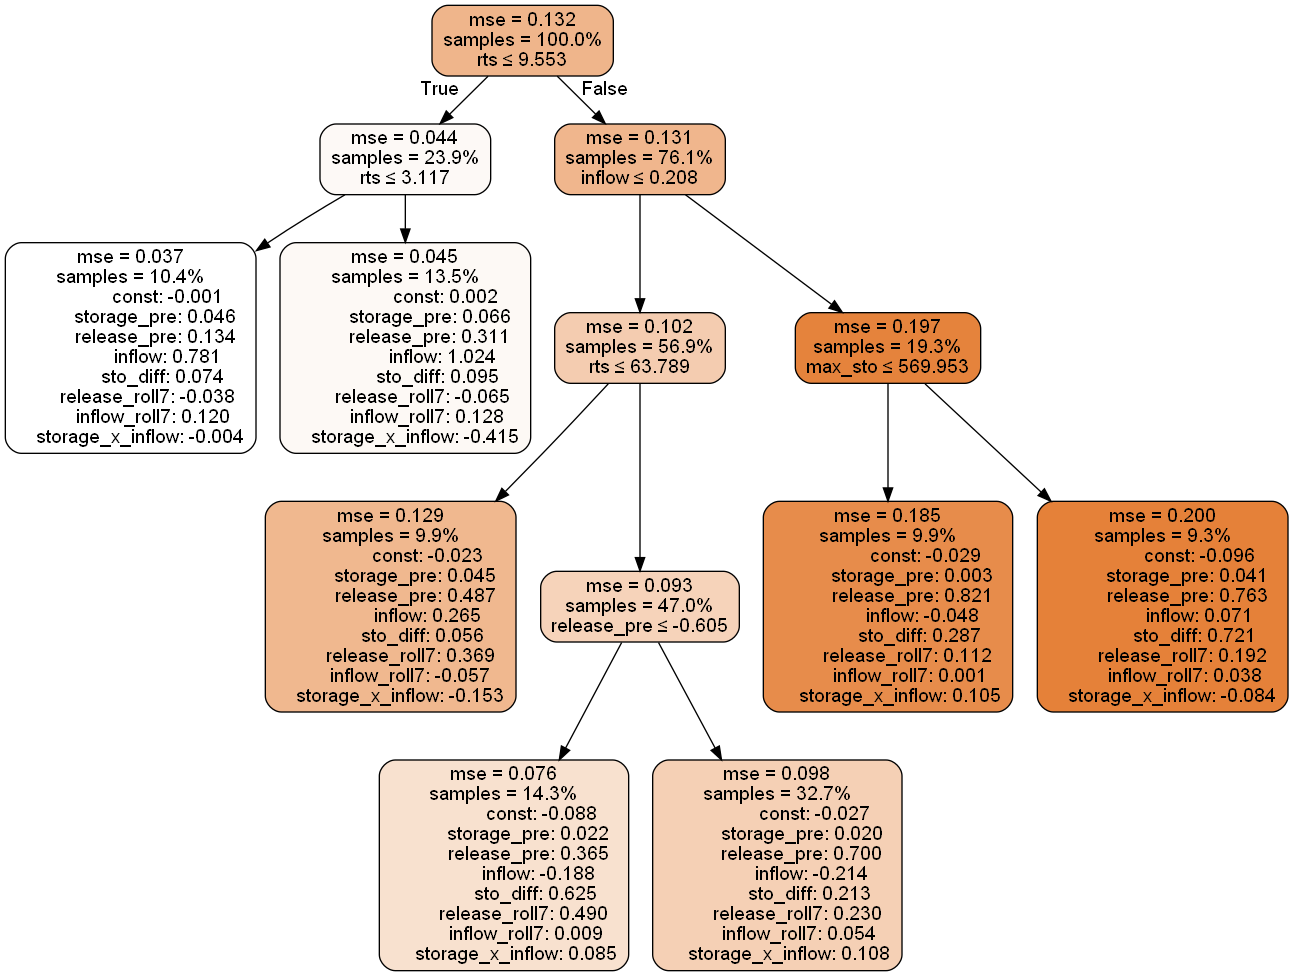 mse = 0.132
samples = 100.0%
rts ≤ 9.553
True
False
mse = 0.044
samples = 23.9%
rts ≤ 3.117
mse = 0.131
samples = 76.1%
inflow ≤ 0.208
mse = 0.037
samples = 10.4%
const: -0.001
storage_pre: 0.046
release_pre: 0.134
inflow: 0.781
sto_diff: 0.074
release_roll7: -0.038
inflow_roll7: 0.120
storage_x_inflow: -0.004
mse = 0.045
samples = 13.5%
const: 0.002
storage_pre: 0.066
release_pre: 0.311
inflow: 1.024
sto_diff: 0.095
release_roll7: -0.065
inflow_roll7: 0.128
storage_x_inflow: -0.415
mse = 0.102
samples = 56.9%
rts ≤ 63.789
mse = 0.197
samples = 19.3%
max_sto ≤ 569.953
mse = 0.129
samples = 9.9%
const: -0.023
storage_pre: 0.045
release_pre: 0.487
inflow: 0.265
sto_diff: 0.056
release_roll7: 0.369
inflow_roll7: -0.057
storage_x_inflow: -0.153
mse = 0.093
samples = 47.0%
release_pre ≤ -0.605
mse = 0.185
samples = 9.9%
const: -0.029
storage_pre: 0.003
release_pre: 0.821
inflow: -0.048
sto_diff: 0.287
release_roll7: 0.112
inflow_roll7: 0.001
storage_x_inflow: 0.105
mse = 0.200
samples = 9.3%
const: -0.096
storage_pre: 0.041
release_pre: 0.763
inflow: 0.071
sto_diff: 0.721
release_roll7: 0.192
inflow_roll7: 0.038
storage_x_inflow: -0.084
mse = 0.076
samples = 14.3%
const: -0.088
storage_pre: 0.022
release_pre: 0.365
inflow: -0.188
sto_diff: 0.625
release_roll7: 0.490
inflow_roll7: 0.009
storage_x_inflow: 0.085
mse = 0.098
samples = 32.7%
const: -0.027
storage_pre: 0.020
release_pre: 0.700
inflow: -0.214
sto_diff: 0.213
release_roll7: 0.230
inflow_roll7: 0.054
storage_x_inflow: 0.108